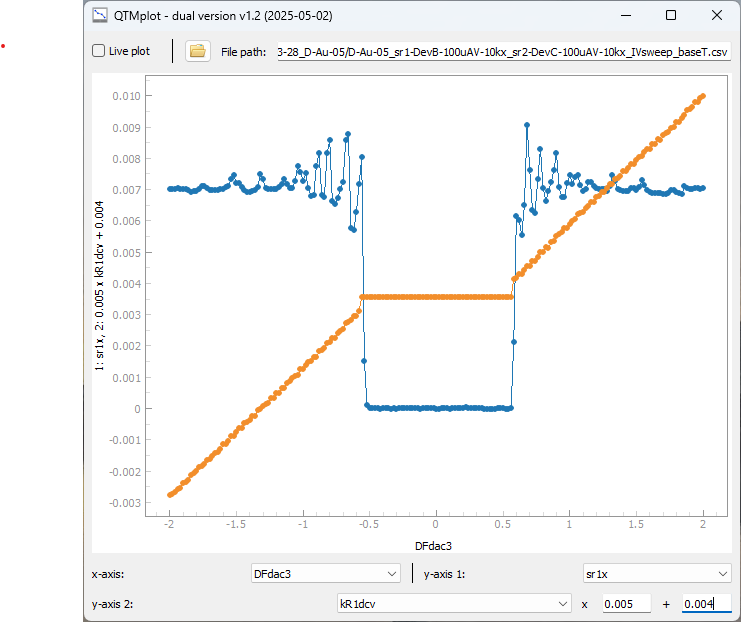 QTMplot - dual version v1.2 (2025-05-02)
Live plot
File path:
3-28_D-Au-05/D-Au-05_sr1-DevB-100uAV-10kx_sr2-DevC-100uAV-10kx_IVsweep_baseT.csv
1: sr1x, 2: 0.005 x kR1dcv + 0.004
0.010
0.009
0.008
0.007
0.006
0.005
0.004
0.003
0.002
0.001
0
-0.001
-0.002
-0.003
-2 -1.5 -1 -0.5 0 0.5 1 1.5 2
DFdac3
x-axis: DFdac3 y-axis 1: sr1x
y-axis 2: kR1dcv x 0.005 + 0.004